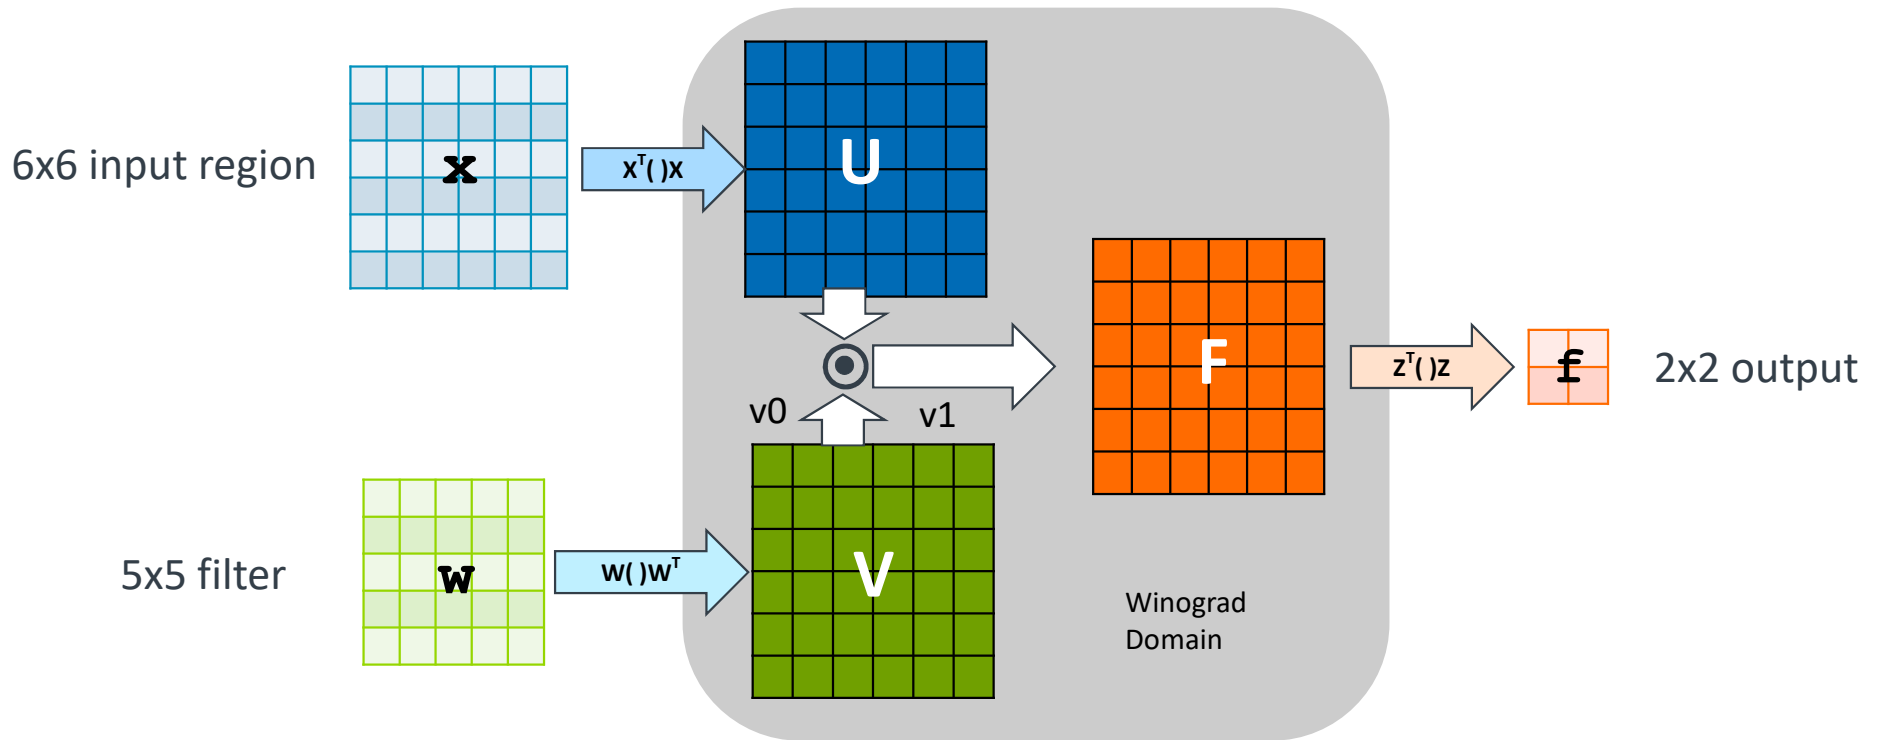 6x6 input region
x
Xᵀ( )X
U
v0
v1
F
Zᵀ( )Z
f
2x2 output
5x5 filter
w
W( )Wᵀ
V
Winograd
Domain